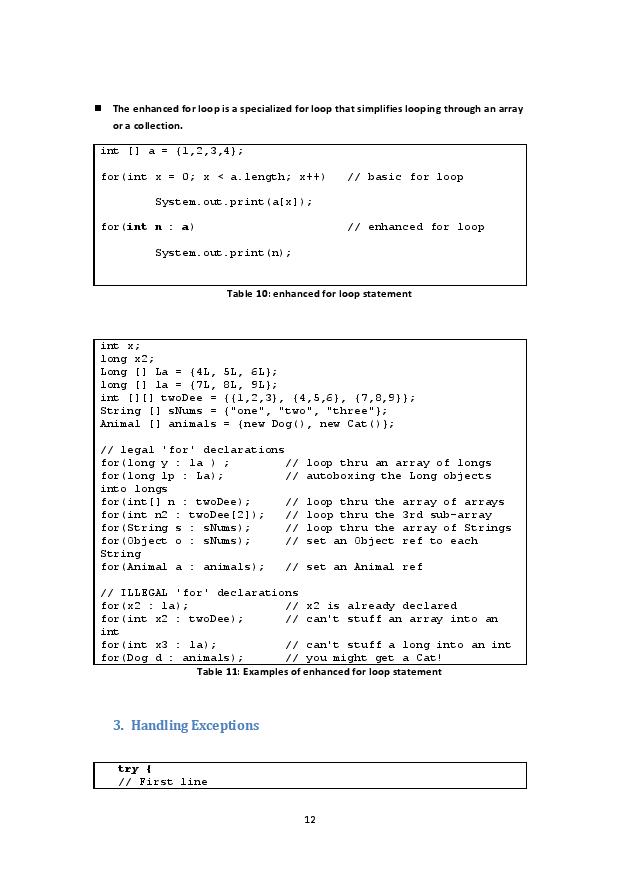 ■ The enhanced for loop is a specialized for loop that simplifies looping through an array
or a collection.
int [] a = {1,2,3,4};
for(int x = 0; x < a.length; x++)   // basic for loop
        System.out.print(a[x]);
for(int n : a)                      // enhanced for loop
        System.out.print(n);
Table 10: enhanced for loop statement
int x;
long x2;
Long [] La = {4L, 5L, 6L};
long [] la = {7L, 8L, 9L};
int [][] twoDee = {{1,2,3}, {4,5,6}, {7,8,9}};
String [] sNums = {"one", "two", "three"};
Animal [] animals = {new Dog(), new Cat()};
// legal 'for' declarations
for(long y : la ) ;        // loop thru an array of longs
for(long lp : La);         // autoboxing the Long objects
into longs
for(int[] n : twoDee);     // loop thru the array of arrays
for(int n2 : twoDee[2]);   // loop thru the 3rd sub-array
for(String s : sNums);     // loop thru the array of Strings
for(Object o : sNums);     // set an Object ref to each
String
for(Animal a : animals);   // set an Animal ref
// ILLEGAL 'for' declarations
for(x2 : la);              // x2 is already declared
for(int x2 : twoDee);      // can't stuff an array into an
int
for(int x3 : la);          // can't stuff a long into an int
for(Dog d : animals);      // you might get a Cat!
Table 11: Examples of enhanced for loop statement
3. Handling Exceptions
try {
// First line
12